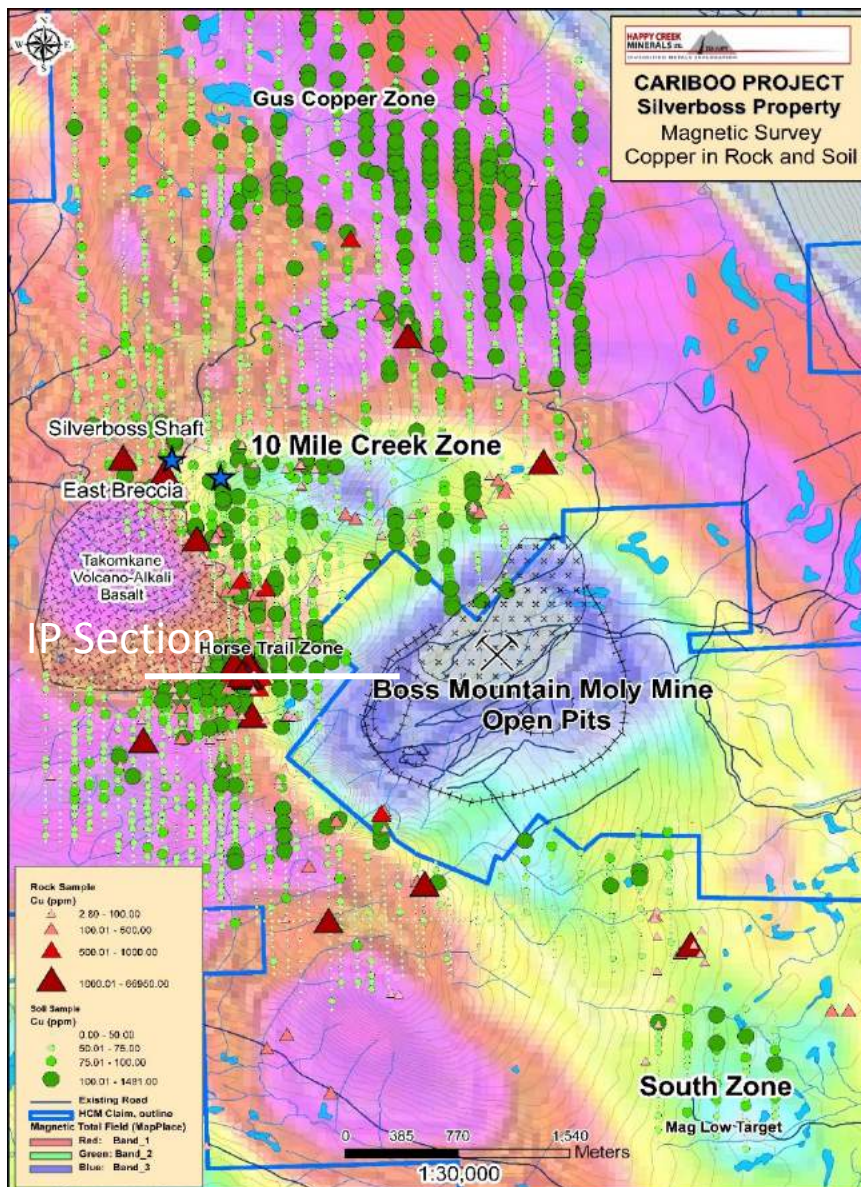 N
W E
S
HAPPY CREEK
MINERALS LTD.
CARIBOO PROJECT
Silverboss Property
Magnetic Survey
Copper in Rock and Soil
Gus Copper Zone
Silverboss Shaft
10 Mile Creek Zone
East Breccia
Takomkane
Volcano-Alkali
Basalt
IP Section
Horse Trail Zone
Boss Mountain Moly Mine
Open Pits
Rock Sample
Cu (ppm)
2.80 - 100.00
100.01 - 500.00
500.01 - 1000.00
1000.01 - 66950.00
Soil Sample
Cu (ppm)
0.00 - 50.00
50.01 - 75.00
75.01 - 100.00
100.01 - 1481.00
Existing Road
HCM Claim, outline
Magnetic Total Field (MapPlace)
Red: Band_1
Green: Band_2
Blue: Band_3
South Zone
Mag Low Target
0 385 770 1,540
Meters
1:30,000